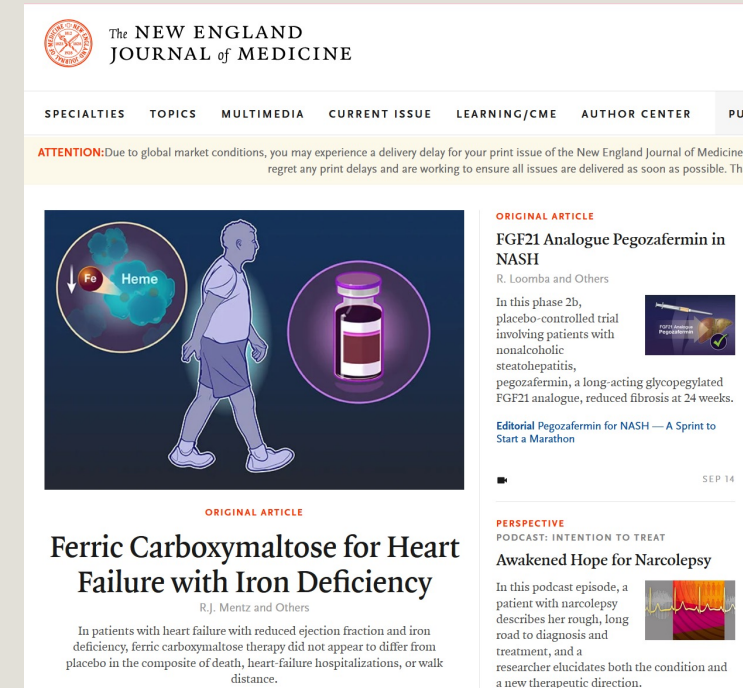 The NEW ENGLAND
JOURNAL of MEDICINE
SPECIALTIES TOPICS MULTIMEDIA CURRENT ISSUE LEARNING/CME AUTHOR CENTER PU
ATTENTION:Due to global market conditions, you may experience a delivery delay for your print issue of the New England Journal of Medicine
regret any print delays and are working to ensure all issues are delivered as soon as possible. Th
Fe
Heme
ORIGINAL ARTICLE
Ferric Carboxymaltose for Heart
Failure with Iron Deficiency
R.J. Mentz and Others
In patients with heart failure with reduced ejection fraction and iron
deficiency, ferric carboxymaltose therapy did not appear to differ from
placebo in the composite of death, heart-failure hospitalizations, or walk
distance.
ORIGINAL ARTICLE
FGF21 Analogue Pegozafermin in
NASH
R. Loomba and Others
In this phase 2b,
placebo-controlled trial
involving patients with
nonalcoholic
steatohepatitis,
pegozafermin, a long-acting glycopegylated
FGF21 analogue, reduced fibrosis at 24 weeks.
FGF21 Analogue
Pegozafermin
Editorial Pegozafermin for NASH — A Sprint to
Start a Marathon
SEP 14
PERSPECTIVE
PODCAST: INTENTION TO TREAT
Awakened Hope for Narcolepsy
In this podcast episode, a
patient with narcolepsy
describes her rough, long
road to diagnosis and
treatment, and a
researcher elucidates both the condition and
a new therapeutic direction.